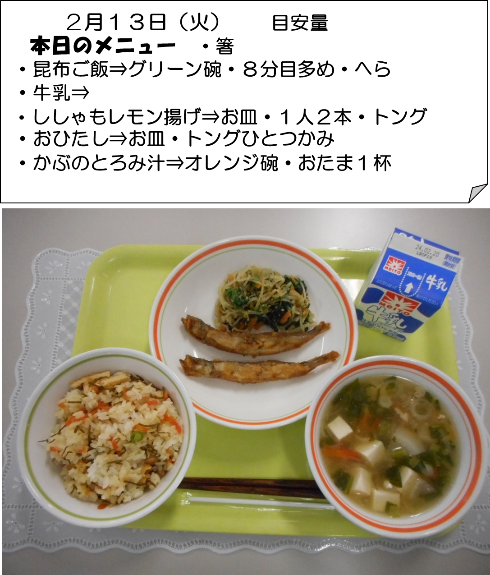 ２月１３日（火）　　目安量
本日のメニュー　・箸
・昆布ご飯⇒グリーン碗・８分目多め・へら
・牛乳⇒
・ししゃもレモン揚げ⇒お皿・１人２本・トング
・おひたし⇒お皿・トングひとつかみ
・かぶのとろみ汁⇒オレンジ碗・おたま１杯
牛乳